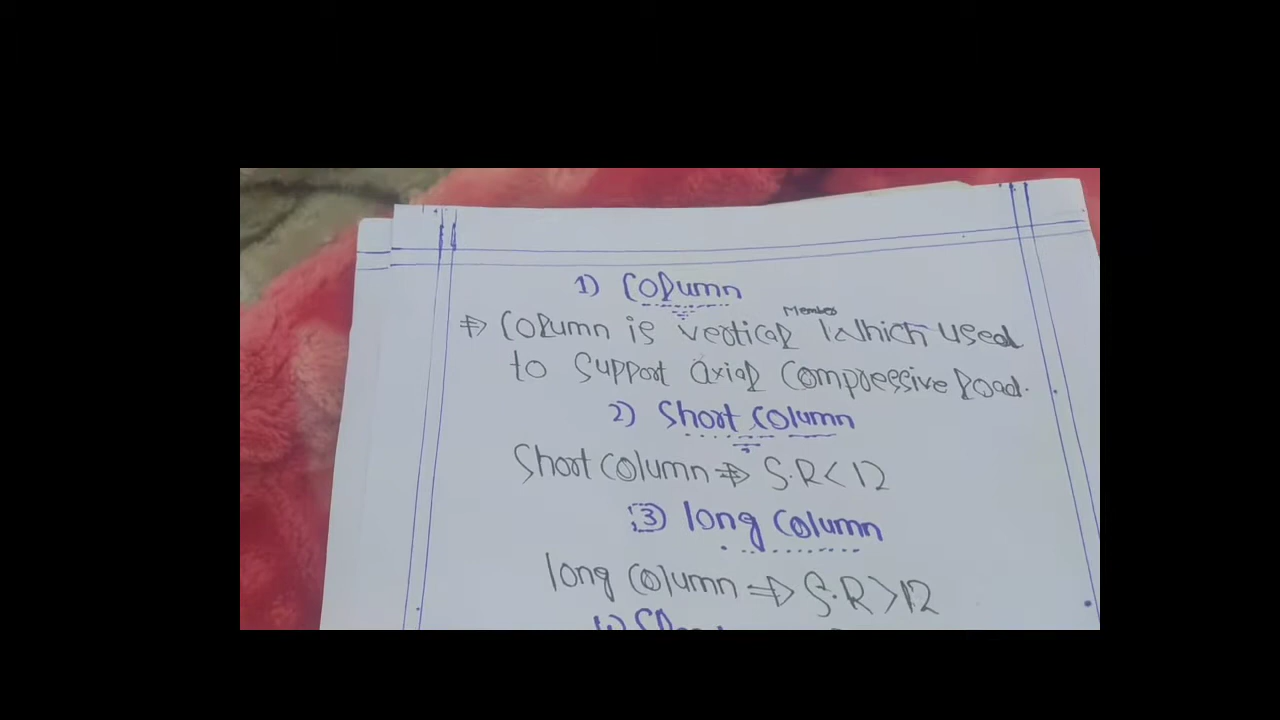 1) Column
⇒ Column is vertical Member which used
to support axial compressive load.
2) Short column
Short column ⇒ S.R < 12
3) long column
long column ⇒ S.R > 12